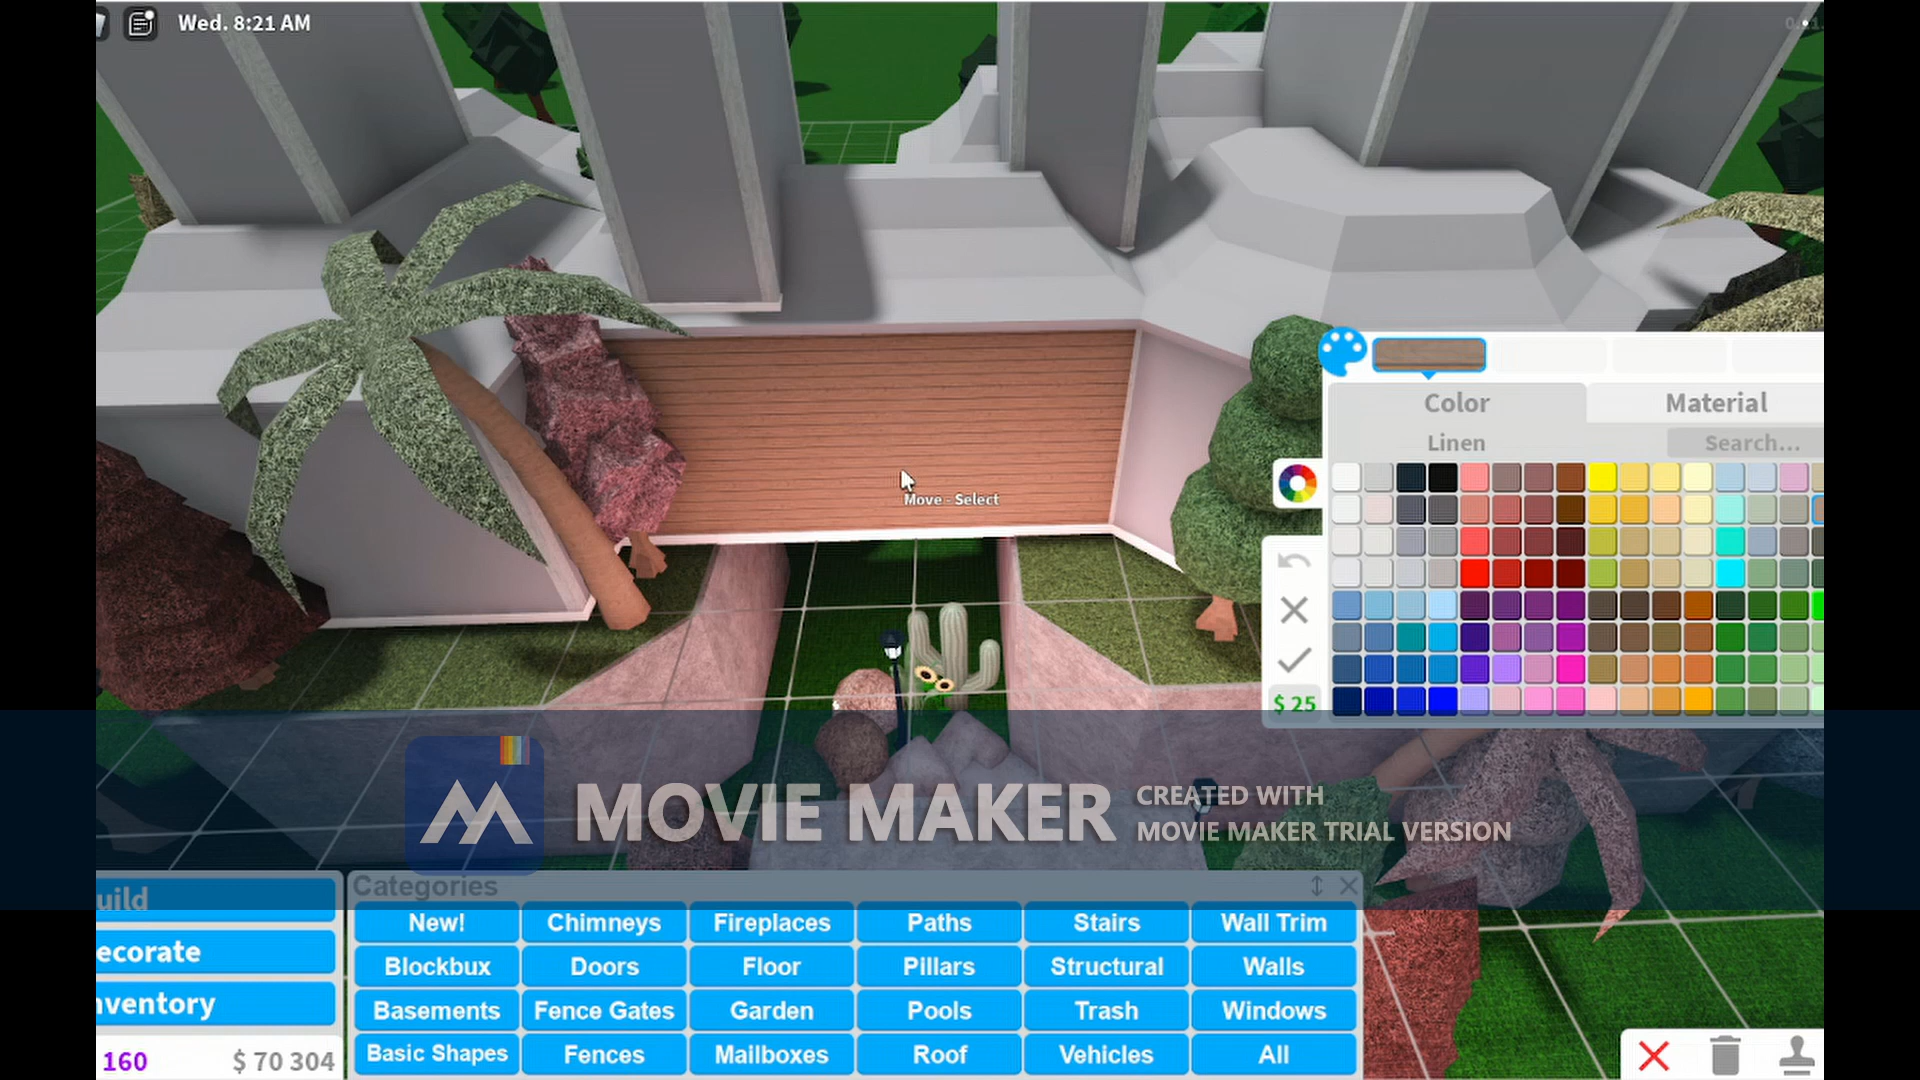 Wed. 8:21 AM
Move - Select
Color
Material
Linen
Search...
$ 25
MOVIE MAKER
CREATED WITH
MOVIE MAKER TRIAL VERSION
uild
ecorate
nventory
160
$ 70 304
Categories
New!
Chimneys
Fireplaces
Paths
Stairs
Wall Trim
Blockbux
Doors
Floor
Pillars
Structural
Walls
Basements
Fence Gates
Garden
Pools
Trash
Windows
Basic Shapes
Fences
Mailboxes
Roof
Vehicles
All